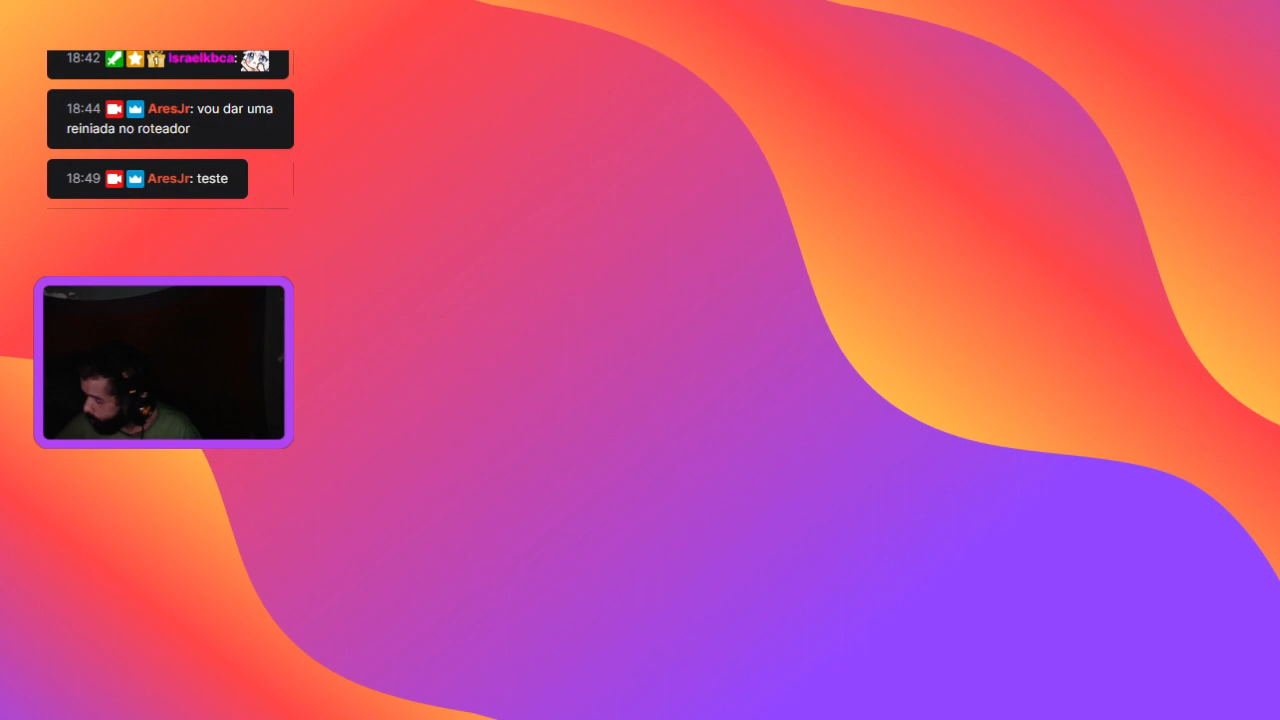 18:42 Israelkbca:
18:44 AresJr: vou dar uma
reiniada no roteador
18:49 AresJr: teste